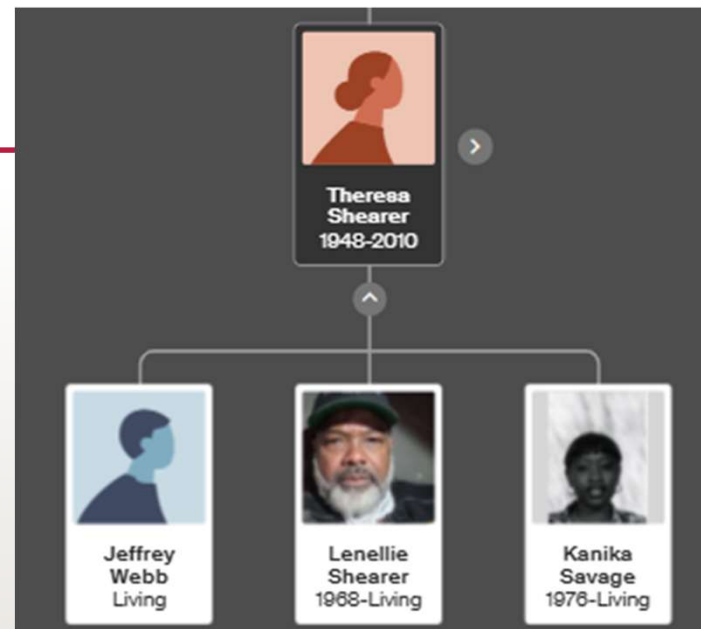 Theresa
Shearer
1948-2010
Jeffrey
Webb
Living
Lenellie
Shearer
1968-Living
Kanika
Savage
1976-Living